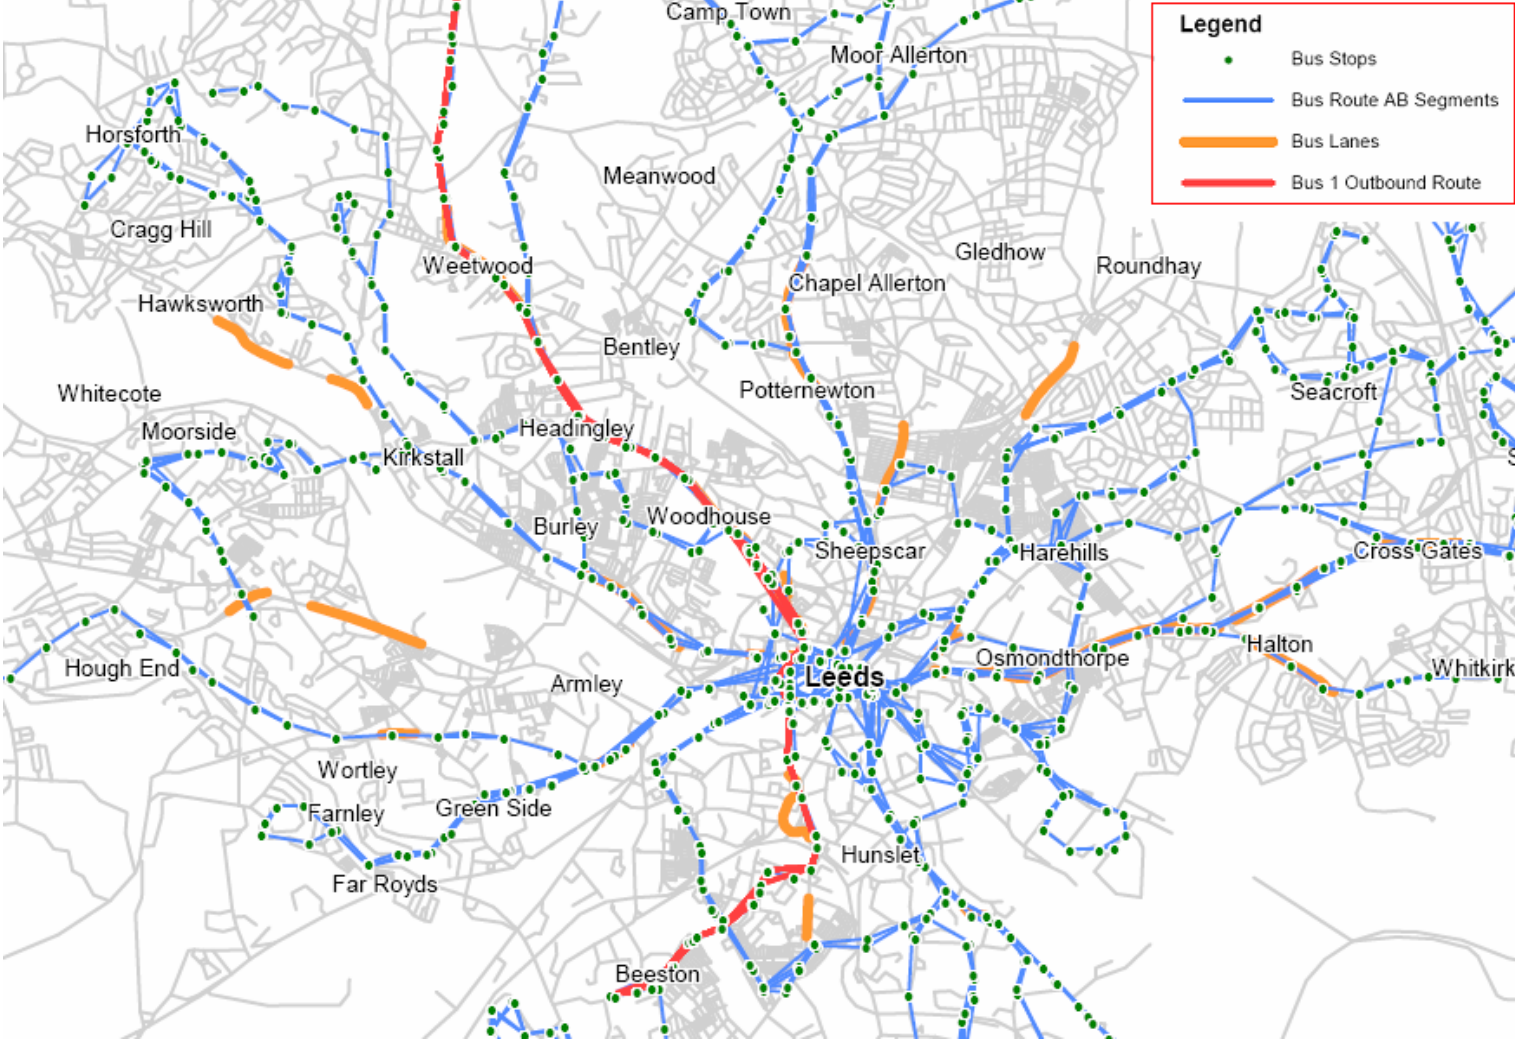 Camp Town
Legend
Moor Allerton
Bus Stops
Bus Route AB Segments
Horsforth
Bus Lanes
Meanwood
Bus 1 Outbound Route
Cragg Hill
Gledhow
Weetwood
Roundhay
Chapel Allerton
Hawksworth
Bentley
Potternewton
Seacroft
Whitecote
Headingley
Moorside
Kirkstall
S
Woodhouse
Burley
Sheepscar
Harehills
Cross Gates
Halton
Osmondthorpe
Hough End
Whitkirk
Leeds
Armley
Wortley
Green Side
Farnley
Hunslet
Far Royds
Beeston